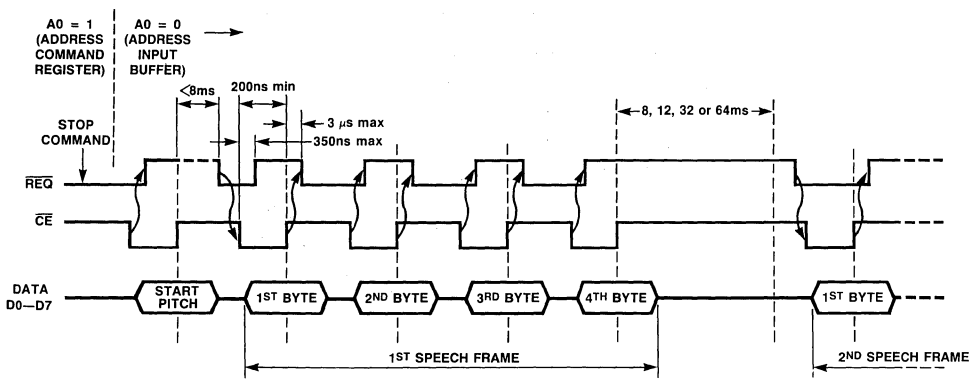 A0 = 1
(ADDRESS
COMMAND
REGISTER)
A0 = 0
(ADDRESS
INPUT
BUFFER)
<8ms
200ns min
8, 12, 32 or 64ms
3 μs max
350ns max
STOP
COMMAND
REQ
CE
DATA
D0—D7
START
PITCH
1ST BYTE
2ND BYTE
3RD BYTE
4TH BYTE
1ST BYTE
1ST SPEECH FRAME
2ND SPEECH FRAME